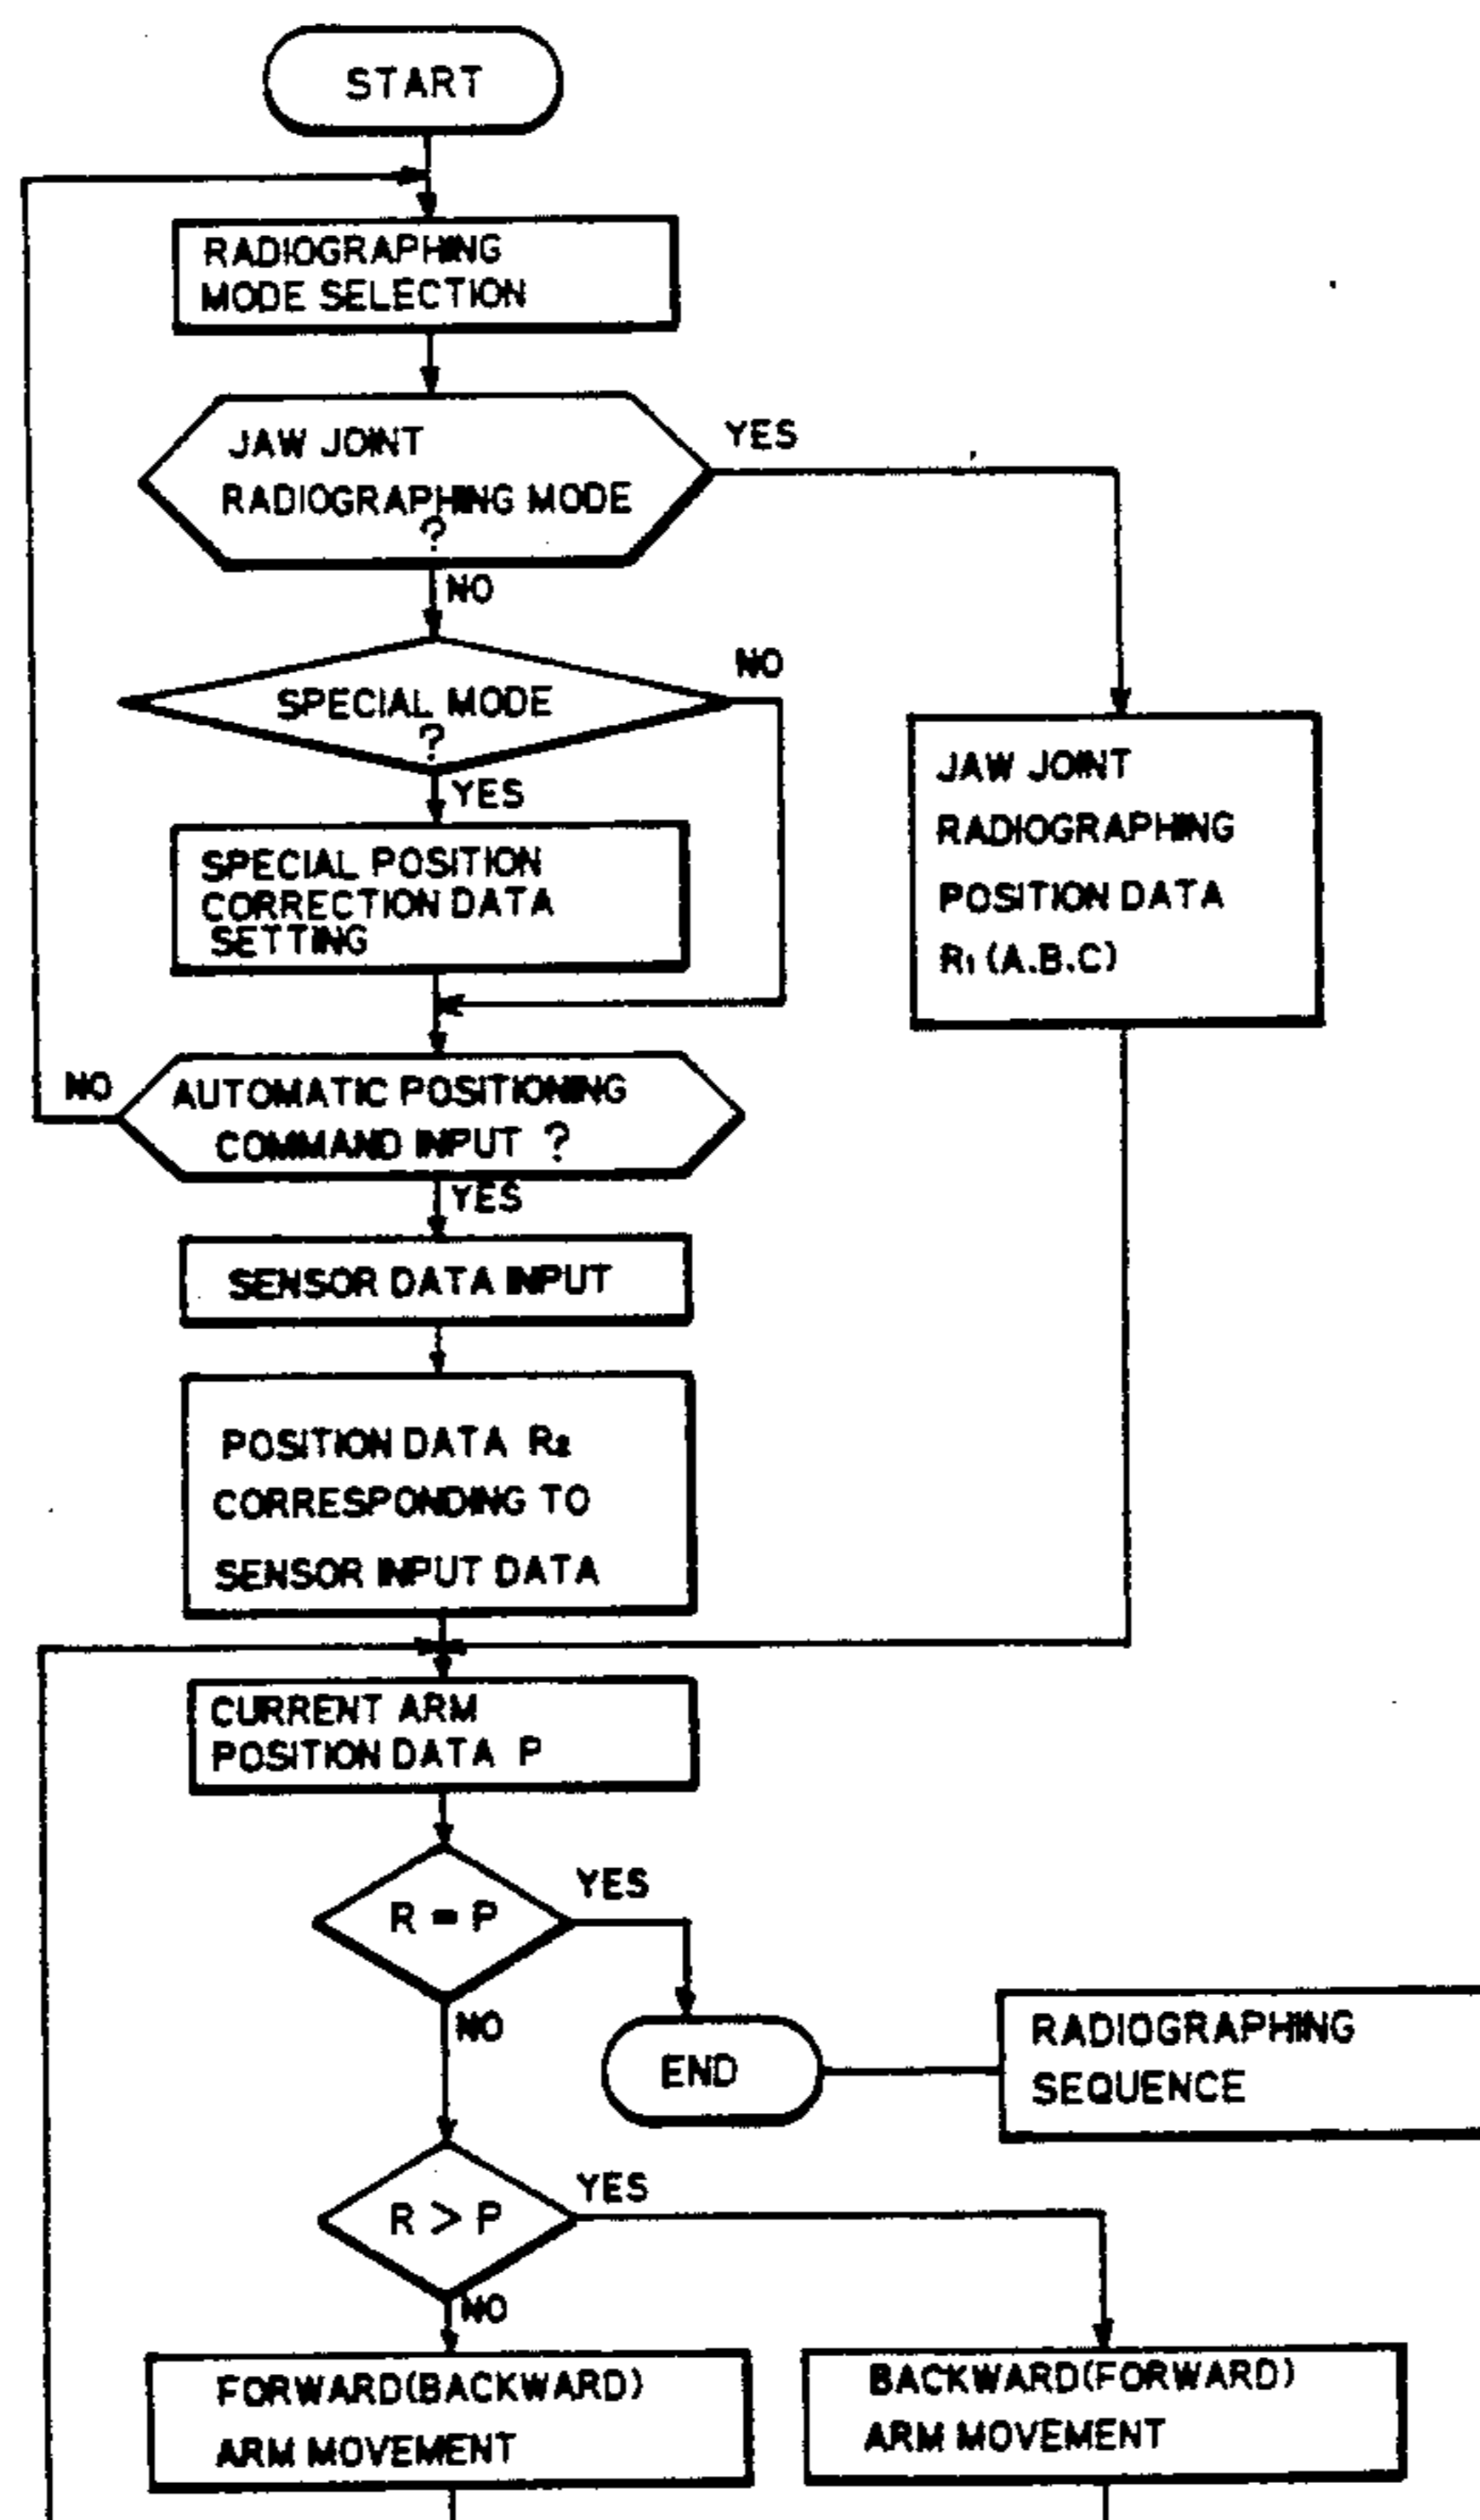 START
RADIOGRAPHING
MODE SELECTION
JAW JOINT
RADIOGRAPHING MODE
?
YES
NO
SPECIAL MODE
?
NO
YES
SPECIAL POSITION
CORRECTION DATA
SETTING
JAW JOINT
RADIOGRAPHING
POSITION DATA
R₁ (A.B.C)
NO
AUTOMATIC POSITIONING
COMMAND INPUT ?
YES
SENSOR DATA INPUT
POSITION DATA R₂
CORRESPONDING TO
SENSOR INPUT DATA
CURRENT ARM
POSITION DATA P
R = P
YES
NO
END
RADIOGRAPHING
SEQUENCE
R > P
YES
NO
FORWARD(BACKWARD)
ARM MOVEMENT
BACKWARD(FORWARD)
ARM MOVEMENT